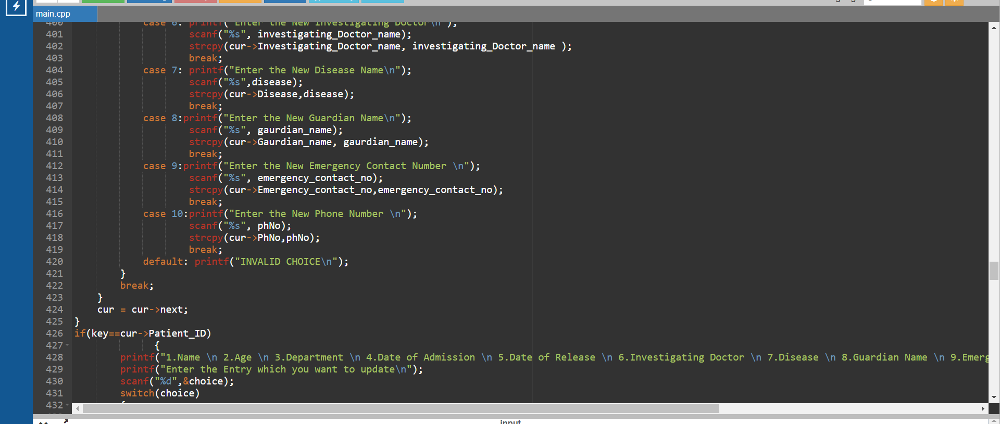 main.cpp
400 case 6: printf("Enter the New Investigating Doctor\n");
401 scanf("%s", investigating_Doctor_name);
402 strcpy(cur->Investigating_Doctor_name, investigating_Doctor_name );
403 break;
404 case 7: printf("Enter the New Disease Name\n");
405 scanf("%s",disease);
406 strcpy(cur->Disease,disease);
407 break;
408 case 8:printf("Enter the New Guardian Name\n");
409 scanf("%s", gaurdian_name);
410 strcpy(cur->Gaurdian_name, gaurdian_name);
411 break;
412 case 9:printf("Enter the New Emergency Contact Number \n");
413 scanf("%s", emergency_contact_no);
414 strcpy(cur->Emergency_contact_no,emergency_contact_no);
415 break;
416 case 10:printf("Enter the New Phone Number \n");
417 scanf("%s", phNo);
418 strcpy(cur->PhNo,phNo);
419 break;
420 default: printf("INVALID CHOICE\n");
421 }
422 break;
423 }
424 cur = cur->next;
425 }
426 if(key==cur->Patient_ID)
427 {
428 printf("1.Name \n 2.Age \n 3.Department \n 4.Date of Admission \n 5.Date of Release \n 6.Investigating Doctor \n 7.Disease \n 8.Guardian Name \n 9.Emerg
429 printf("Enter the Entry which you want to update\n");
430 scanf("%d",&choice);
431 switch(choice)
432 {
input